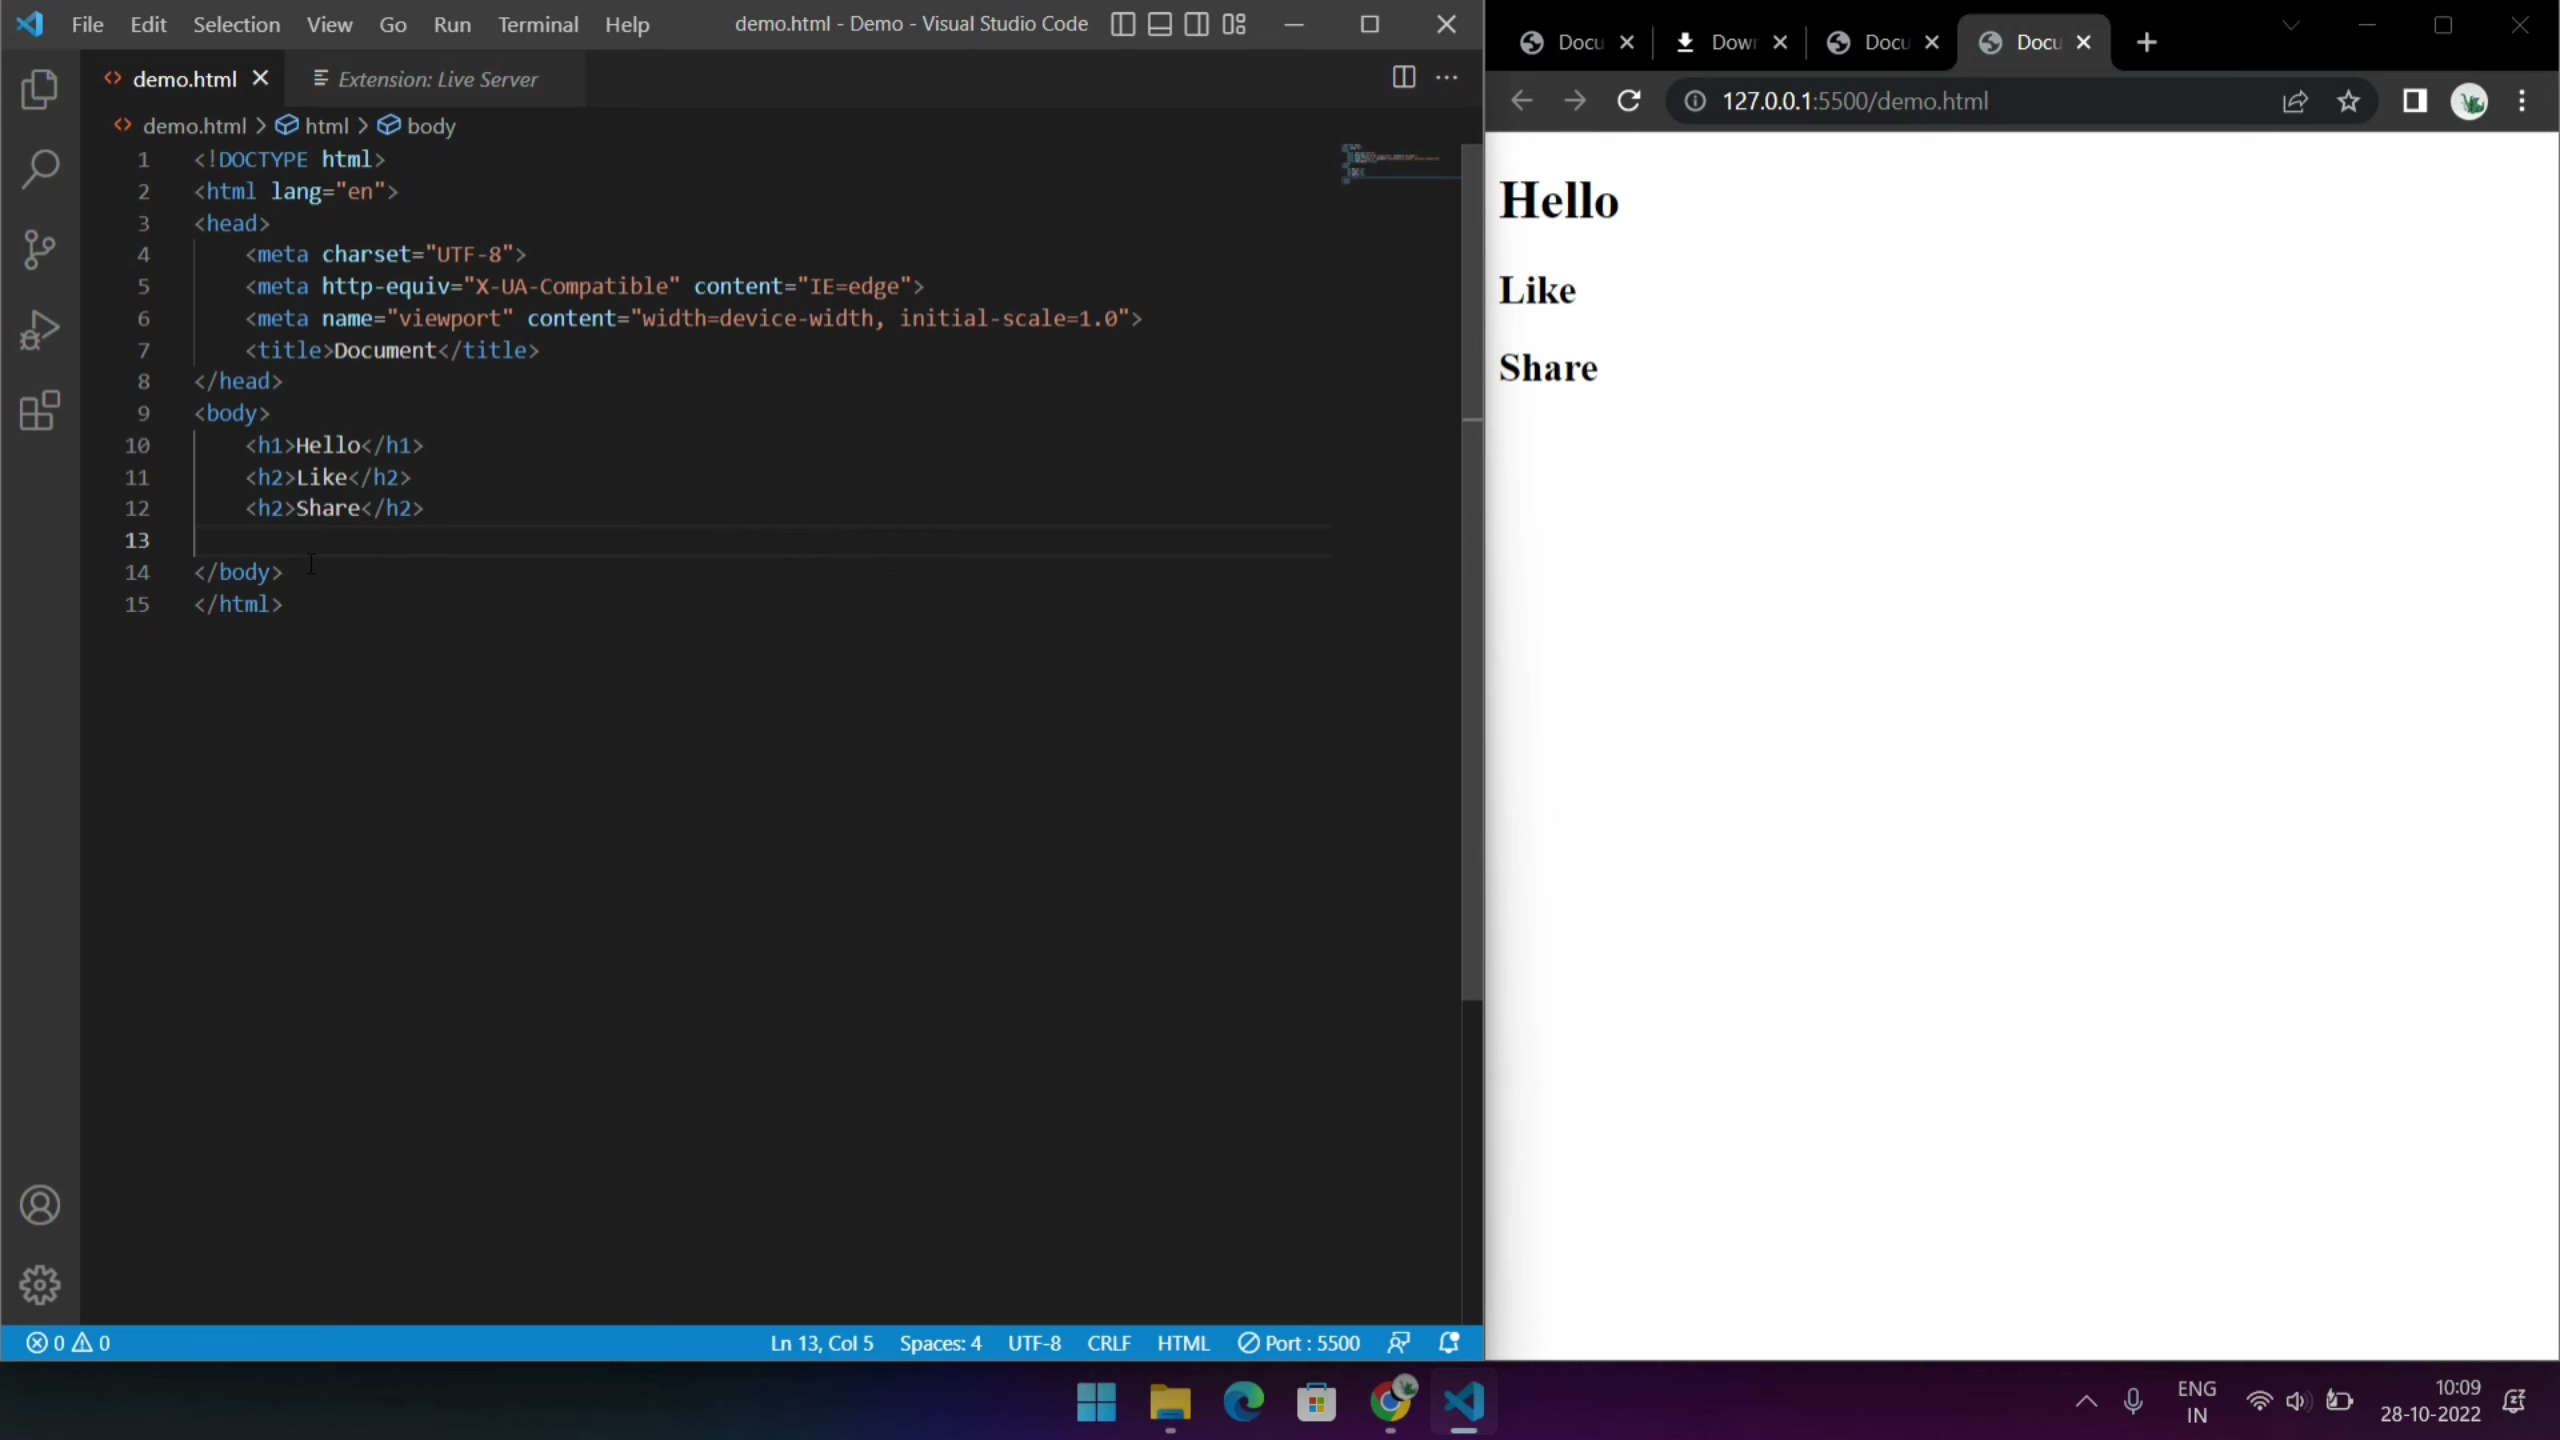 File Edit Selection View Go Run Terminal Help demo.html - Demo - Visual Studio Code
demo.html Extension: Live Server
demo.html > html > body
1 <!DOCTYPE html>
2 <html lang="en">
3 <head>
4 <meta charset="UTF-8">
5 <meta http-equiv="X-UA-Compatible" content="IE=edge">
6 <meta name="viewport" content="width=device-width, initial-scale=1.0">
7 <title>Document</title>
8 </head>
9 <body>
10 <h1>Hello</h1>
11 <h2>Like</h2>
12 <h2>Share</h2>
13
14 </body>
15 </html>
0 0 Ln 13, Col 5 Spaces: 4 UTF-8 CRLF HTML Port : 5500
Docu Down Docu Docu
127.0.0.1:5500/demo.html
Hello
Like
Share
ENG
IN
10:09
28-10-2022